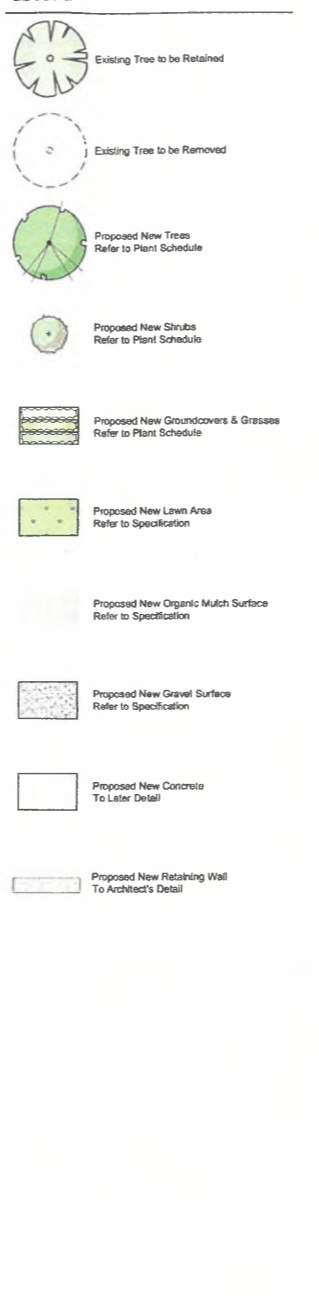 Existing Tree to be Retained
Existing Tree to be Removed
Proposed New Trees
Refer to Plant Schedule
Proposed New Shrubs
Refer to Plant Schedule
Proposed New Groundcovers & Grasses
Refer to Plant Schedule
Proposed New Lawn Area
Refer to Specification
Proposed New Organic Mulch Surface
Refer to Specification
Proposed New Gravel Surface
Refer to Specification
Proposed New Concrete
To Later Detail
Proposed New Retaining Wall
To Architect's Detail